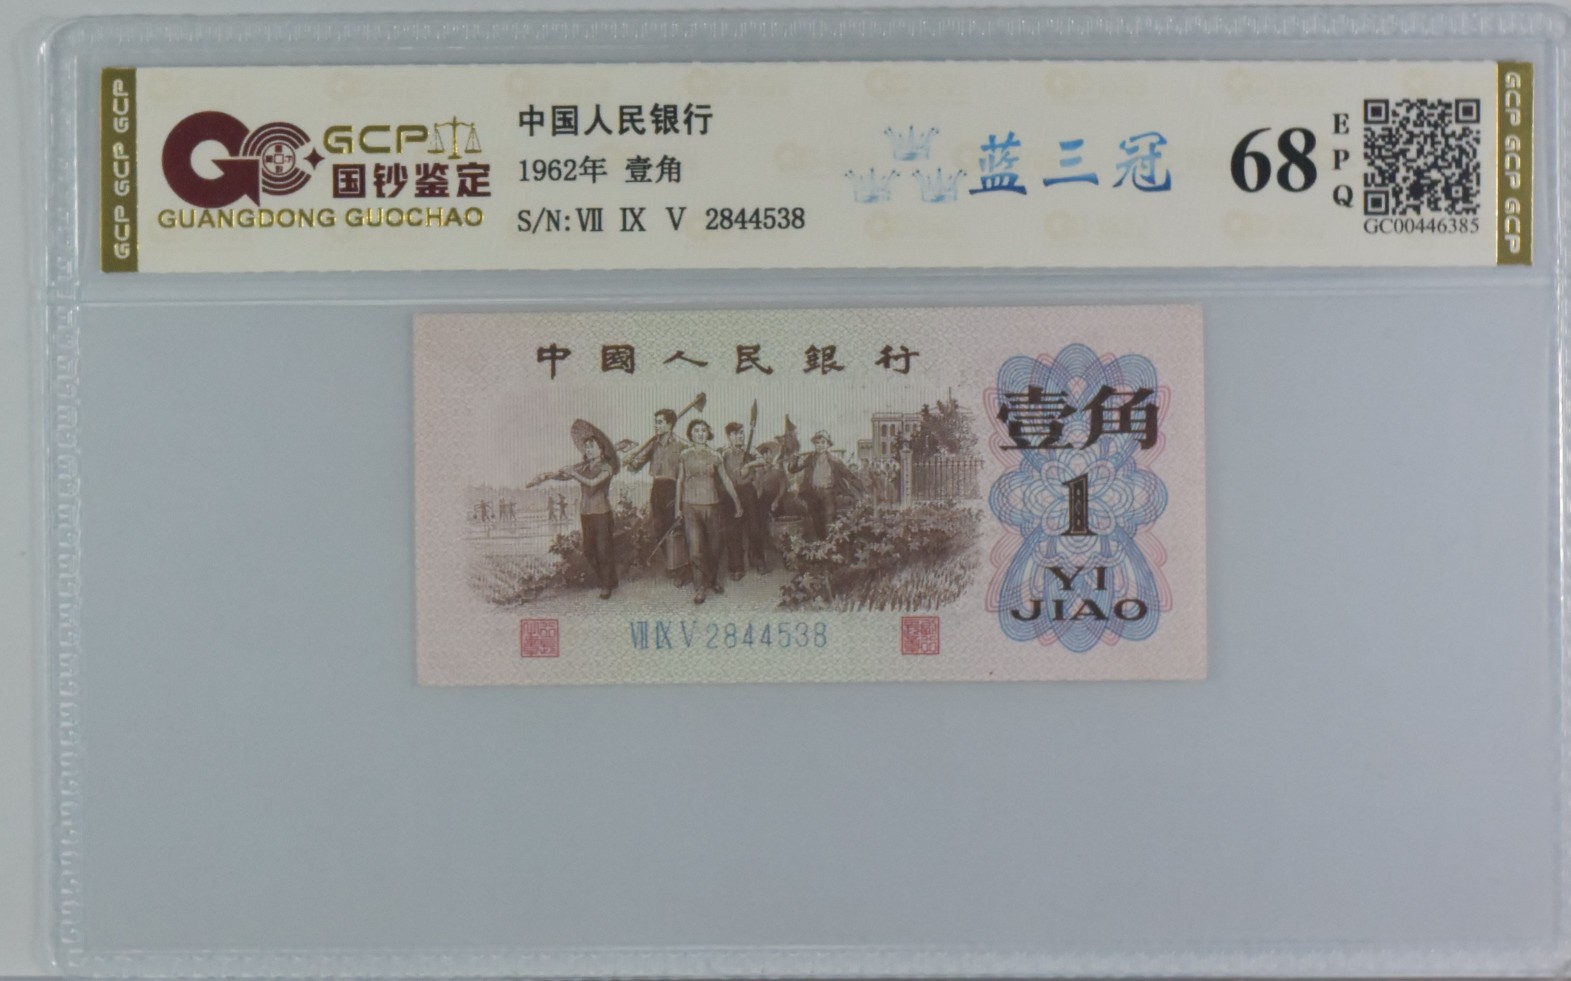 GCP
国钞鉴定
GUANGDONG GUOCHAO
中国人民银行
1962年 壹角
S/N: Ⅶ Ⅸ Ⅴ 2844538
蓝三冠
68
EPQ
GC00446385
GCP GCP GCP
GCP GCP GCP
中國人民銀行
壹角
1
YI
JIAO
Ⅶ Ⅸ Ⅴ 2844538